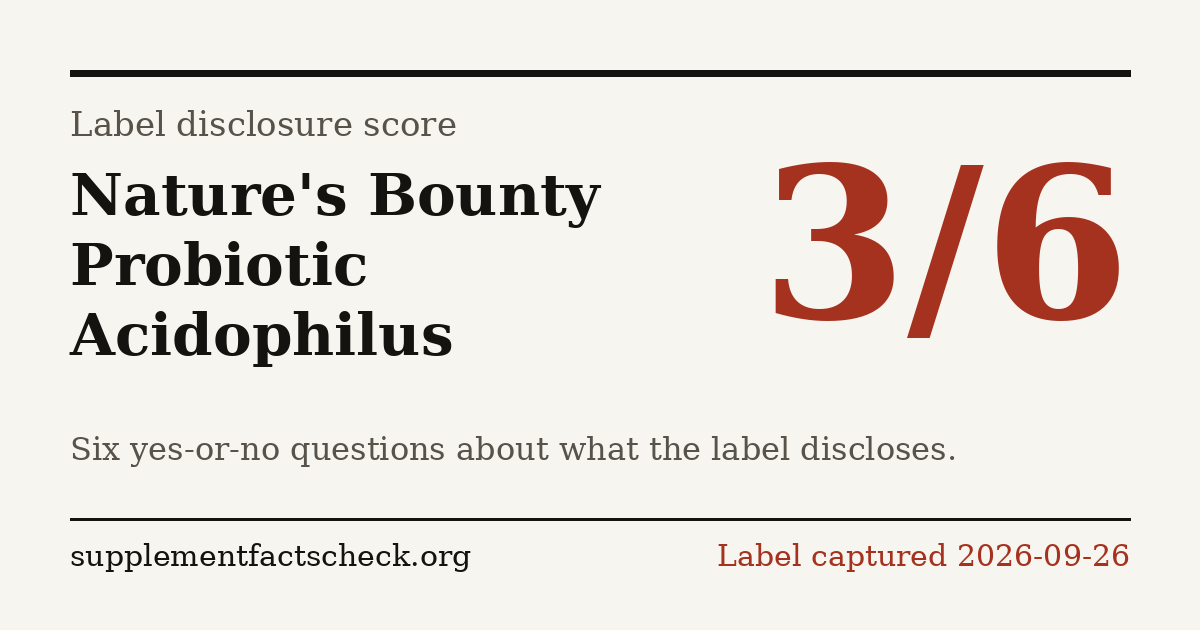 Label disclosure score
Nature's Bounty
Probiotic
Acidophilus
3/6
Six yes-or-no questions about what the label discloses.
supplementfactscheck.org
Label captured 2026-09-26